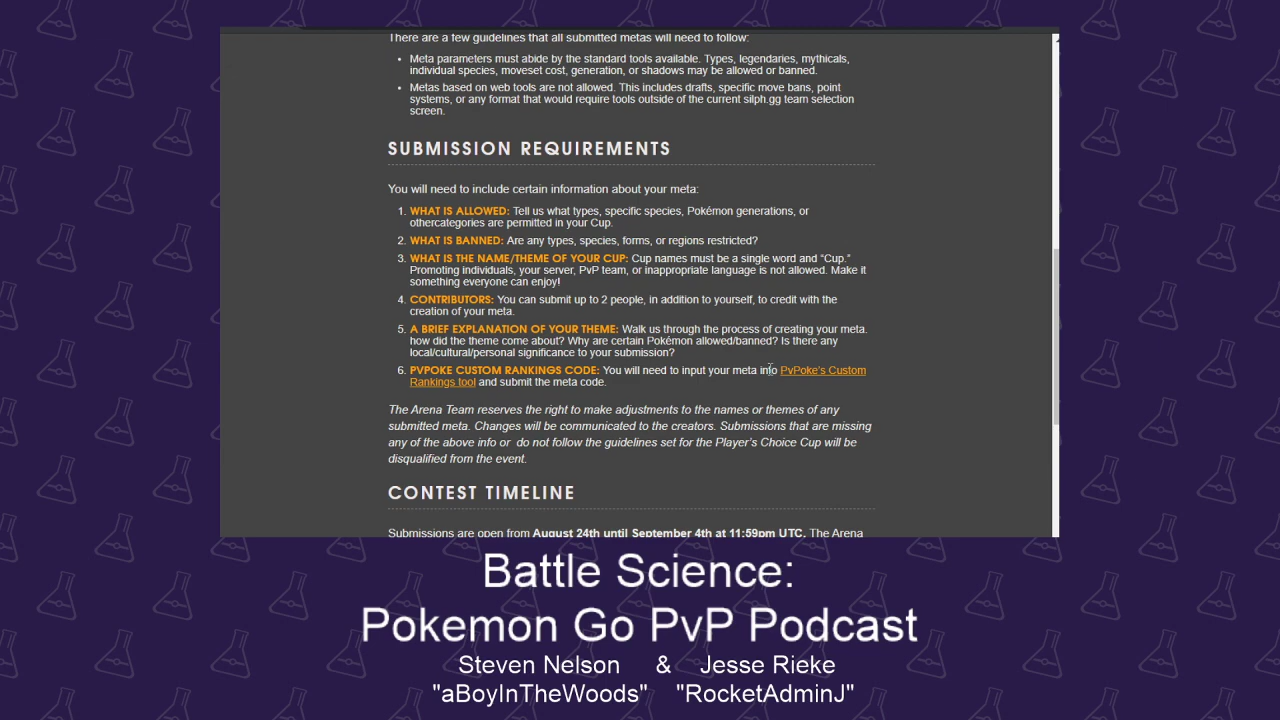 There are a few guidelines that all submitted metas will need to follow:
• Meta parameters must abide by the standard tools available. Types, legendaries, mythicals,
individual species, moveset cost, generation, or shadows may be allowed or banned.
• Metas based on web tools are not allowed. This includes drafts, specific move bans, point
systems, or any format that would require tools outside of the current silph.gg team selection
screen.
SUBMISSION REQUIREMENTS
You will need to include certain information about your meta:
1. WHAT IS ALLOWED: Tell us what types, specific species, Pokémon generations, or
othercategories are permitted in your Cup.
2. WHAT IS BANNED: Are any types, species, forms, or regions restricted?
3. WHAT IS THE NAME/THEME OF YOUR CUP: Cup names must be a single word and “Cup.”
Promoting individuals, your server, PvP team, or inappropriate language is not allowed. Make it
something everyone can enjoy!
4. CONTRIBUTORS: You can submit up to 2 people, in addition to yourself, to credit with the
creation of your meta.
5. A BRIEF EXPLANATION OF YOUR THEME: Walk us through the process of creating your meta.
how did the theme come about? Why are certain Pokémon allowed/banned? Is there any
local/cultural/personal significance to your submission?
6. PVPOKE CUSTOM RANKINGS CODE: You will need to input your meta into PvPoke's Custom
Rankings tool and submit the meta code.
The Arena Team reserves the right to make adjustments to the names or themes of any
submitted meta. Changes will be communicated to the creators. Submissions that are missing
any of the above info or do not follow the guidelines set for the Player's Choice Cup will be
disqualified from the event.
CONTEST TIMELINE
Submissions are open from August 24th until September 4th at 11:59pm UTC. The Arena
Battle Science:
Pokemon Go PvP Podcast
Steven Nelson & Jesse Rieke
"aBoyInTheWoods" "RocketAdminJ"